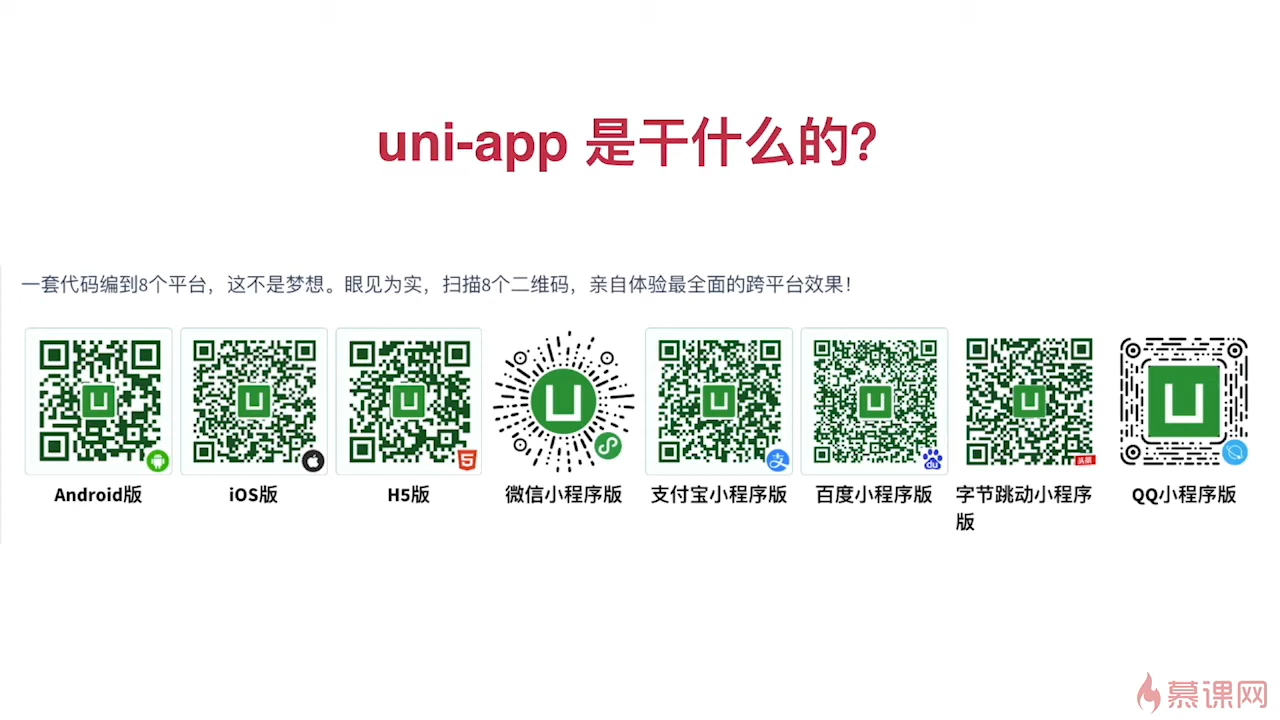 uni-app 是干什么的?
一套代码编到8个平台，这不是梦想。眼见为实，扫描8个二维码，亲自体验最全面的跨平台效果！
Android版
iOS版
H5版
微信小程序版
支付宝小程序版
百度小程序版
字节跳动小程序
版
QQ小程序版
5
支
du
头条
慕课网